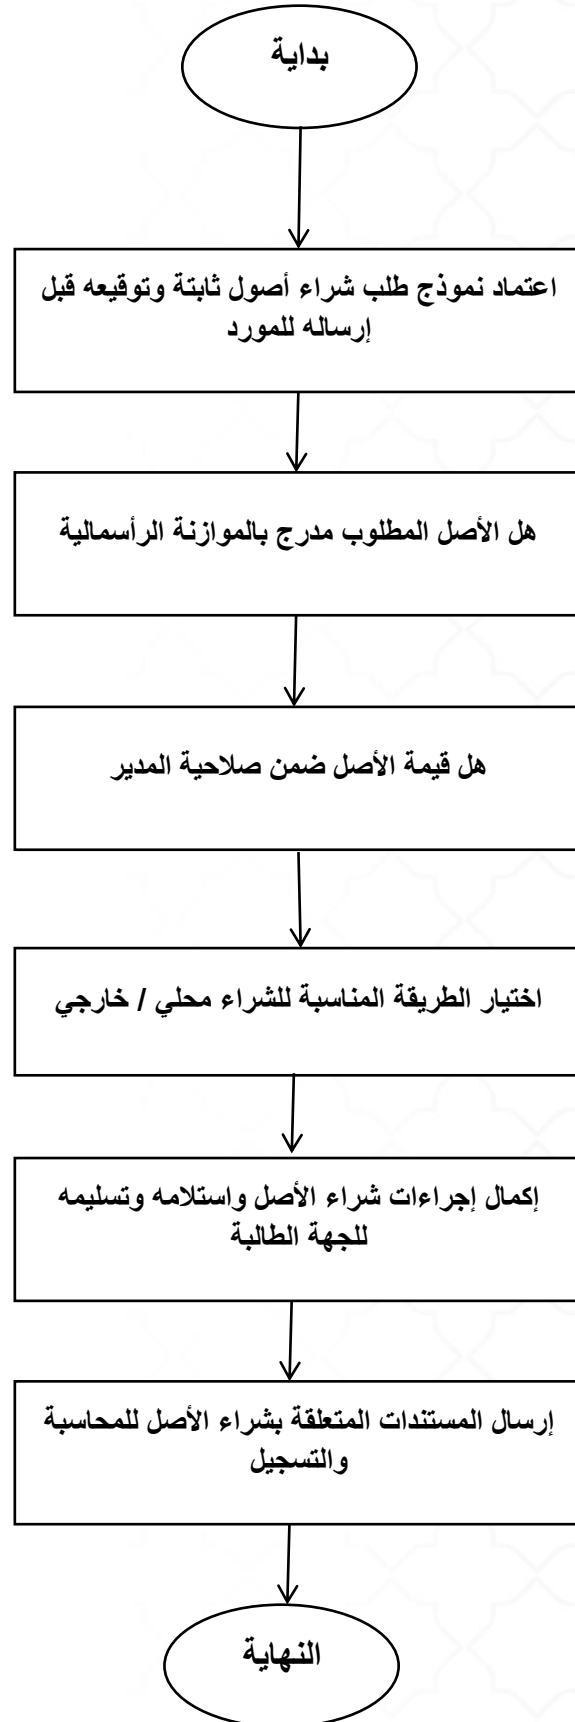 بداية
اعتماد نموذج طلب شراء أصول ثابتة وتوقيعه قبل
إرساله للمورد
هل الأصل المطلوب مدرج بالموازنة الرأسمالية
هل قيمة الأصل ضمن صلاحية المدير
اختيار الطريقة المناسبة للشراء محلي / خارجي
إكمال إجراءات شراء الأصل واستلامه وتسليمه
للجهة الطالبة
إرسال المستندات المتعلقة بشراء الأصل للمحاسبة
والتسجيل
النهاية